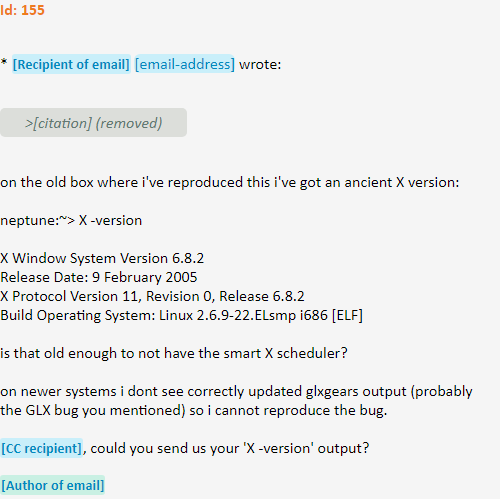 Id: 155
* [Recipient of email] [email-address] wrote:
>[citation] (removed)
on the old box where i've reproduced this i've got an ancient X version:
neptune:~> X -version
X Window System Version 6.8.2
Release Date: 9 February 2005
X Protocol Version 11, Revision 0, Release 6.8.2
Build Operating System: Linux 2.6.9-22.ELsmp i686 [ELF]
is that old enough to not have the smart X scheduler?
on newer systems i dont see correctly updated glxgears output (probably
the GLX bug you mentioned) so i cannot reproduce the bug.
[CC recipient], could you send us your 'X -version' output?
[Author of email]